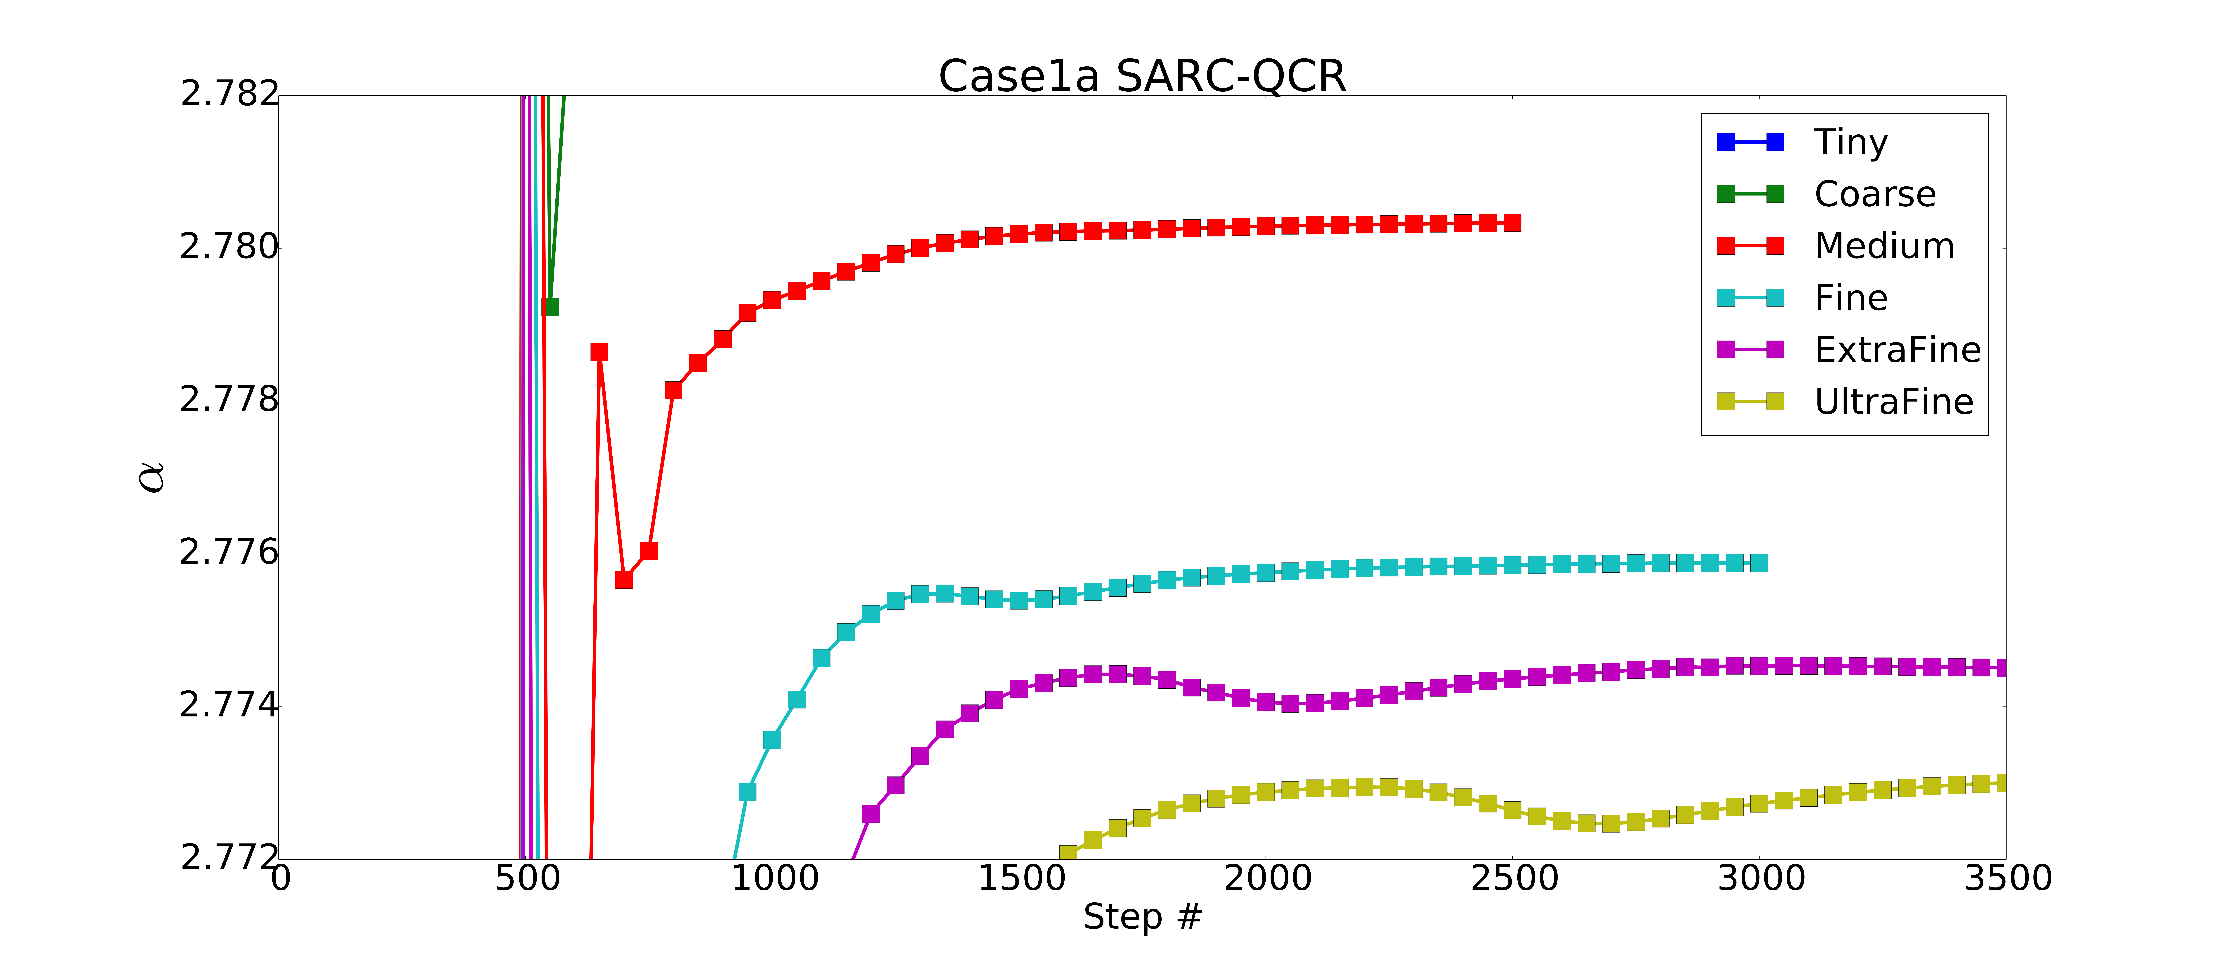 Case1a SARC-QCR
2.782
2.780
2.778
2.776
2.774
2.772
α
0 500 1000 1500 2000 2500 3000 3500
Step #
Tiny
Coarse
Medium
Fine
ExtraFine
UltraFine